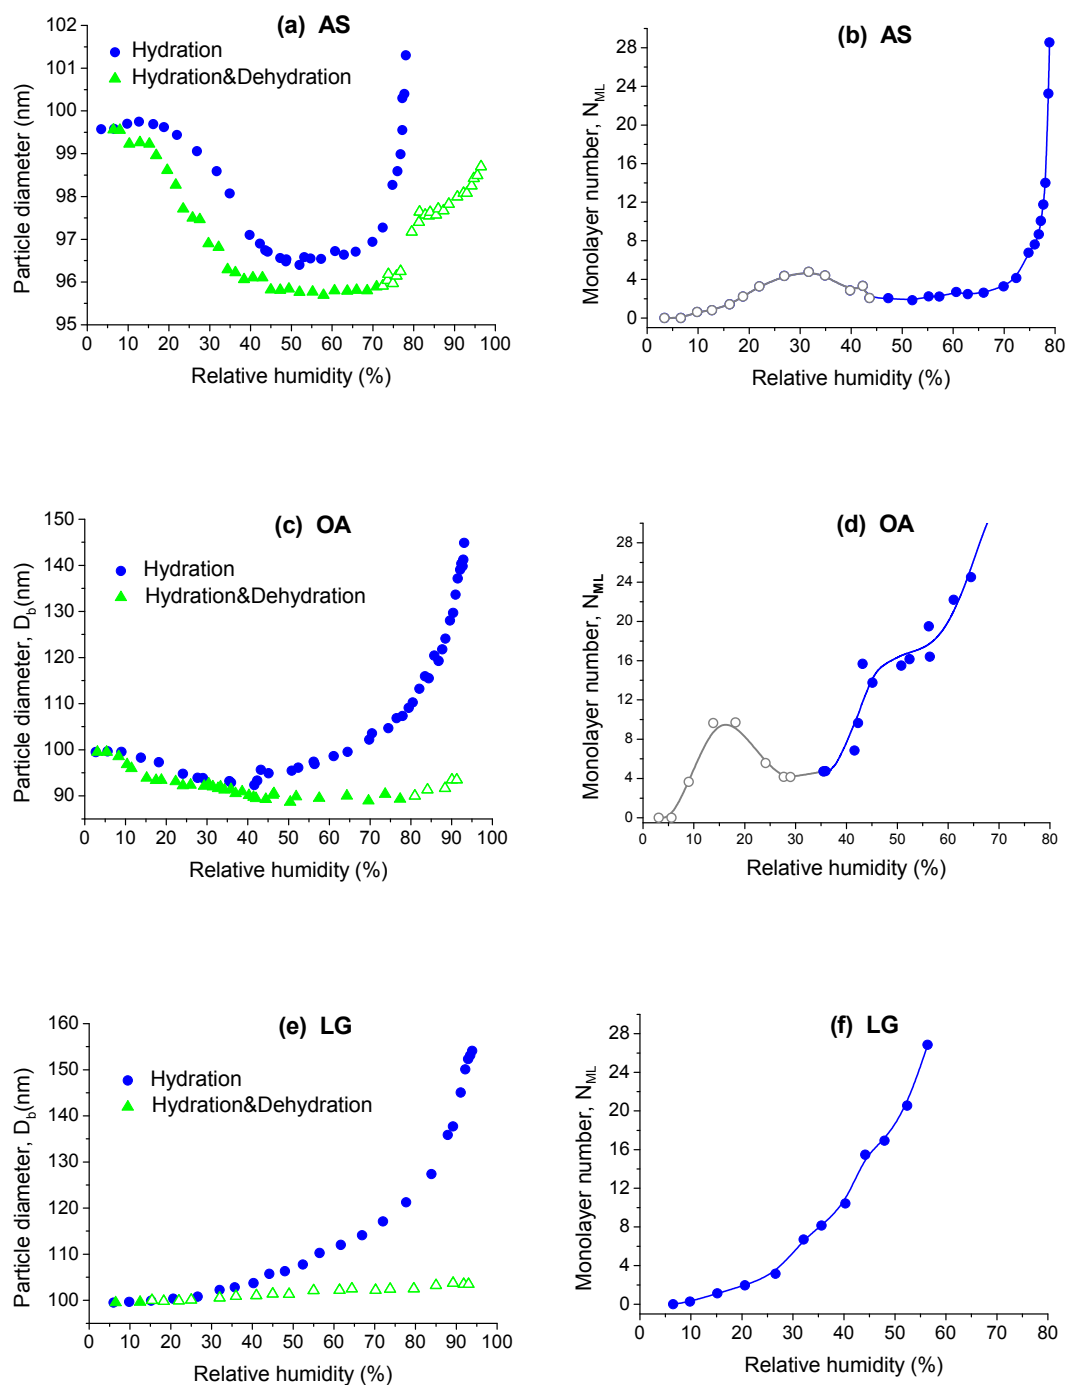 (a) AS
Hydration
Hydration&Dehydration
Particle diameter (nm)
102
101
100
99
98
97
96
95
0 10 20 30 40 50 60 70 80 90 100
Relative humidity (%)
(b) AS
Monolayer number, N_ML
28
24
20
16
12
8
4
0
0 10 20 30 40 50 60 70 80
Relative humidity (%)
(c) OA
Hydration
Hydration&Dehydration
Particle diameter, D_b(nm)
150
140
130
120
110
100
90
0 10 20 30 40 50 60 70 80 90 100
Relative humidity (%)
(d) OA
Monolayer number, N_ML
28
24
20
16
12
8
4
0
0 10 20 30 40 50 60 70 80
Relative humidity (%)
(e) LG
Hydration
Hydration&Dehydration
Particle diameter, D_b(nm)
160
150
140
130
120
110
100
0 10 20 30 40 50 60 70 80 90 100
Relative humidity (%)
(f) LG
Monolayer number, N_ML
28
24
20
16
12
8
4
0
0 10 20 30 40 50 60 70 80
Relative humidity (%)